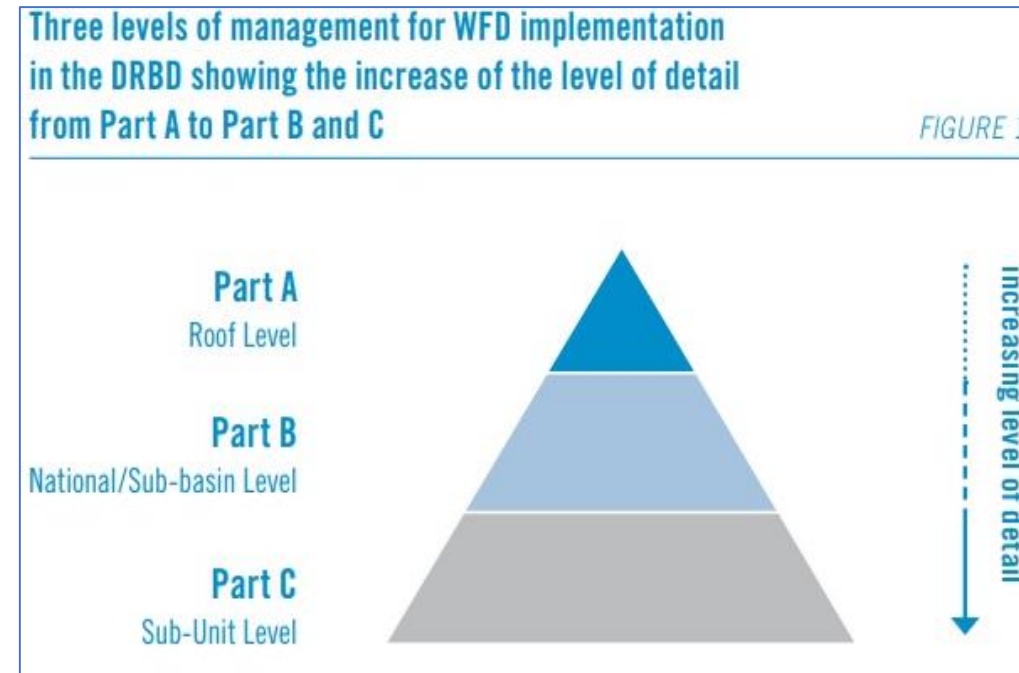 Three levels of management for WFD implementation
in the DRBD showing the increase of the level of detail
from Part A to Part B and C
FIGURE
Part A
Roof Level
Part B
National/Sub-basin Level
Part C
Sub-Unit Level
Increasing level of detail